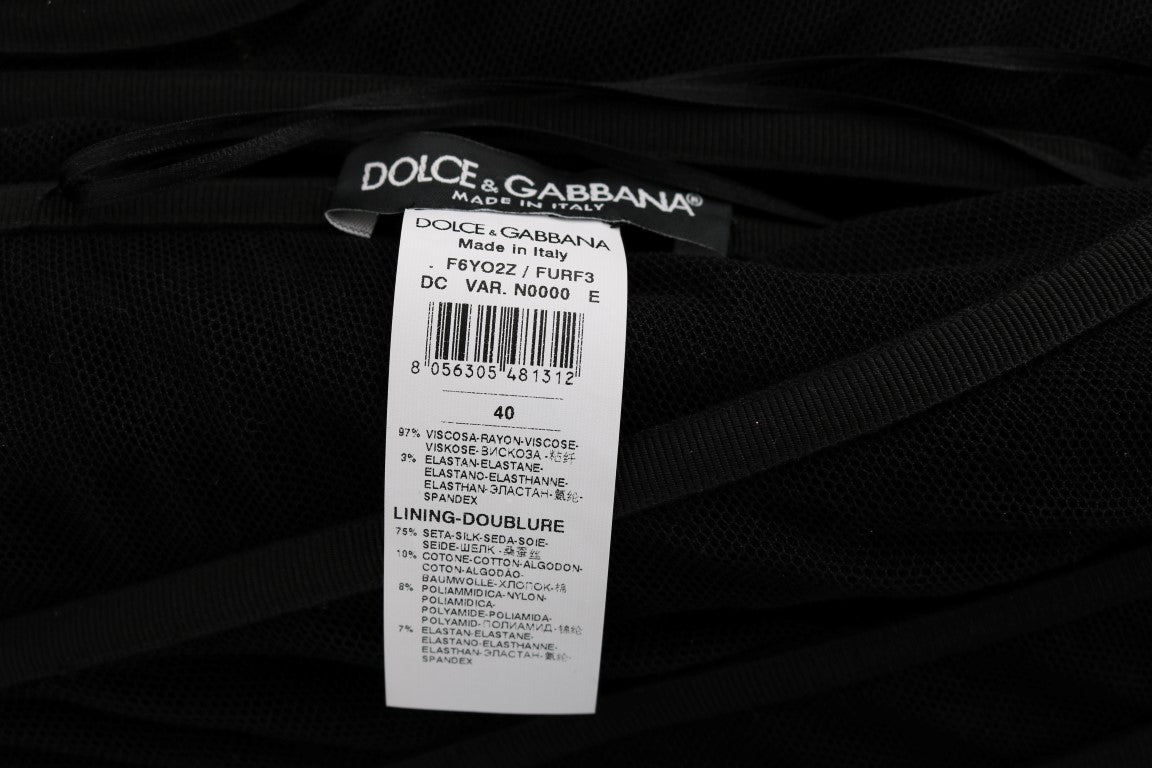 DOLCE & GABBANA®
MADE IN ITALY
DOLCE & GABBANA
Made in Italy
. F6YO2Z / FURF3
DC VAR. N0000 E
8 056305 481312
40
97% VISCOSA-RAYON-VISCOSE-
VISKOSE-ВИСКОЗА-粘纤
3% ELASTAN-ELASTANE-
ELASTANO-ELASTHANNE-
ELASTHAN-ЭЛАСТАН-氨纶-
SPANDEX
LINING-DOUBLURE
75% SETA-SILK-SEDA-SOIE-
SEIDE-ШЕЛК-桑蚕丝
10% COTONE-COTTON-ALGODON-
COTON-ALGODÃO-
BAUMWOLLE-ХЛОПОК-棉
8% POLIAMMIDICA-NYLON-
POLIAMIDICA-
POLYAMIDE-POLIAMIDA-
POLYAMID-ПОЛИАМИД-锦纶
7% ELASTAN-ELASTANE-
ELASTANO-ELASTHANNE-
ELASTHAN-ЭЛАСТАН-氨纶-
SPANDEX